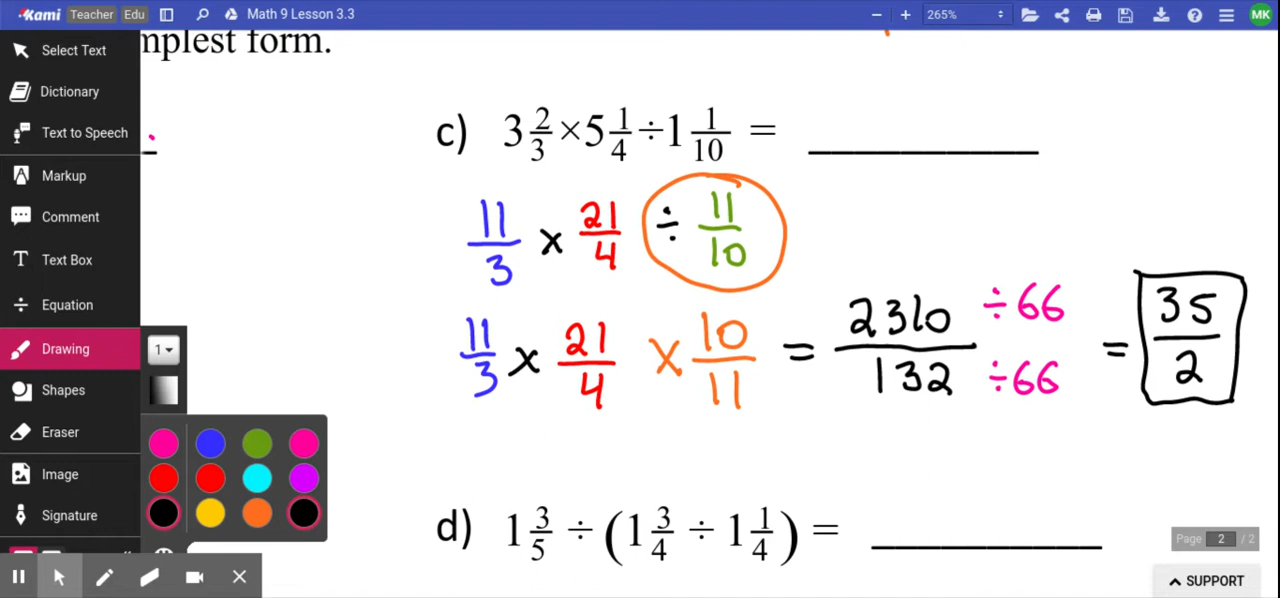 Kami Teacher Edu Math 9 Lesson 3.3 265% MK
Select Text
mplest form.
Dictionary
Text to Speech
c) 3 2/3 × 5 1/4 ÷ 1 1/10 = __________
Markup
Comment
11/3 x 21/4 ÷ 11/10
Text Box
Equation
11/3 x 21/4 x 10/11 = 2310/132 ÷66 ÷66 = 35/2
Drawing 1
Shapes
Eraser
Image
Signature
d) 1 3/5 ÷ (1 3/4 ÷ 1 1/4) = __________
Page 2 / 2
SUPPORT